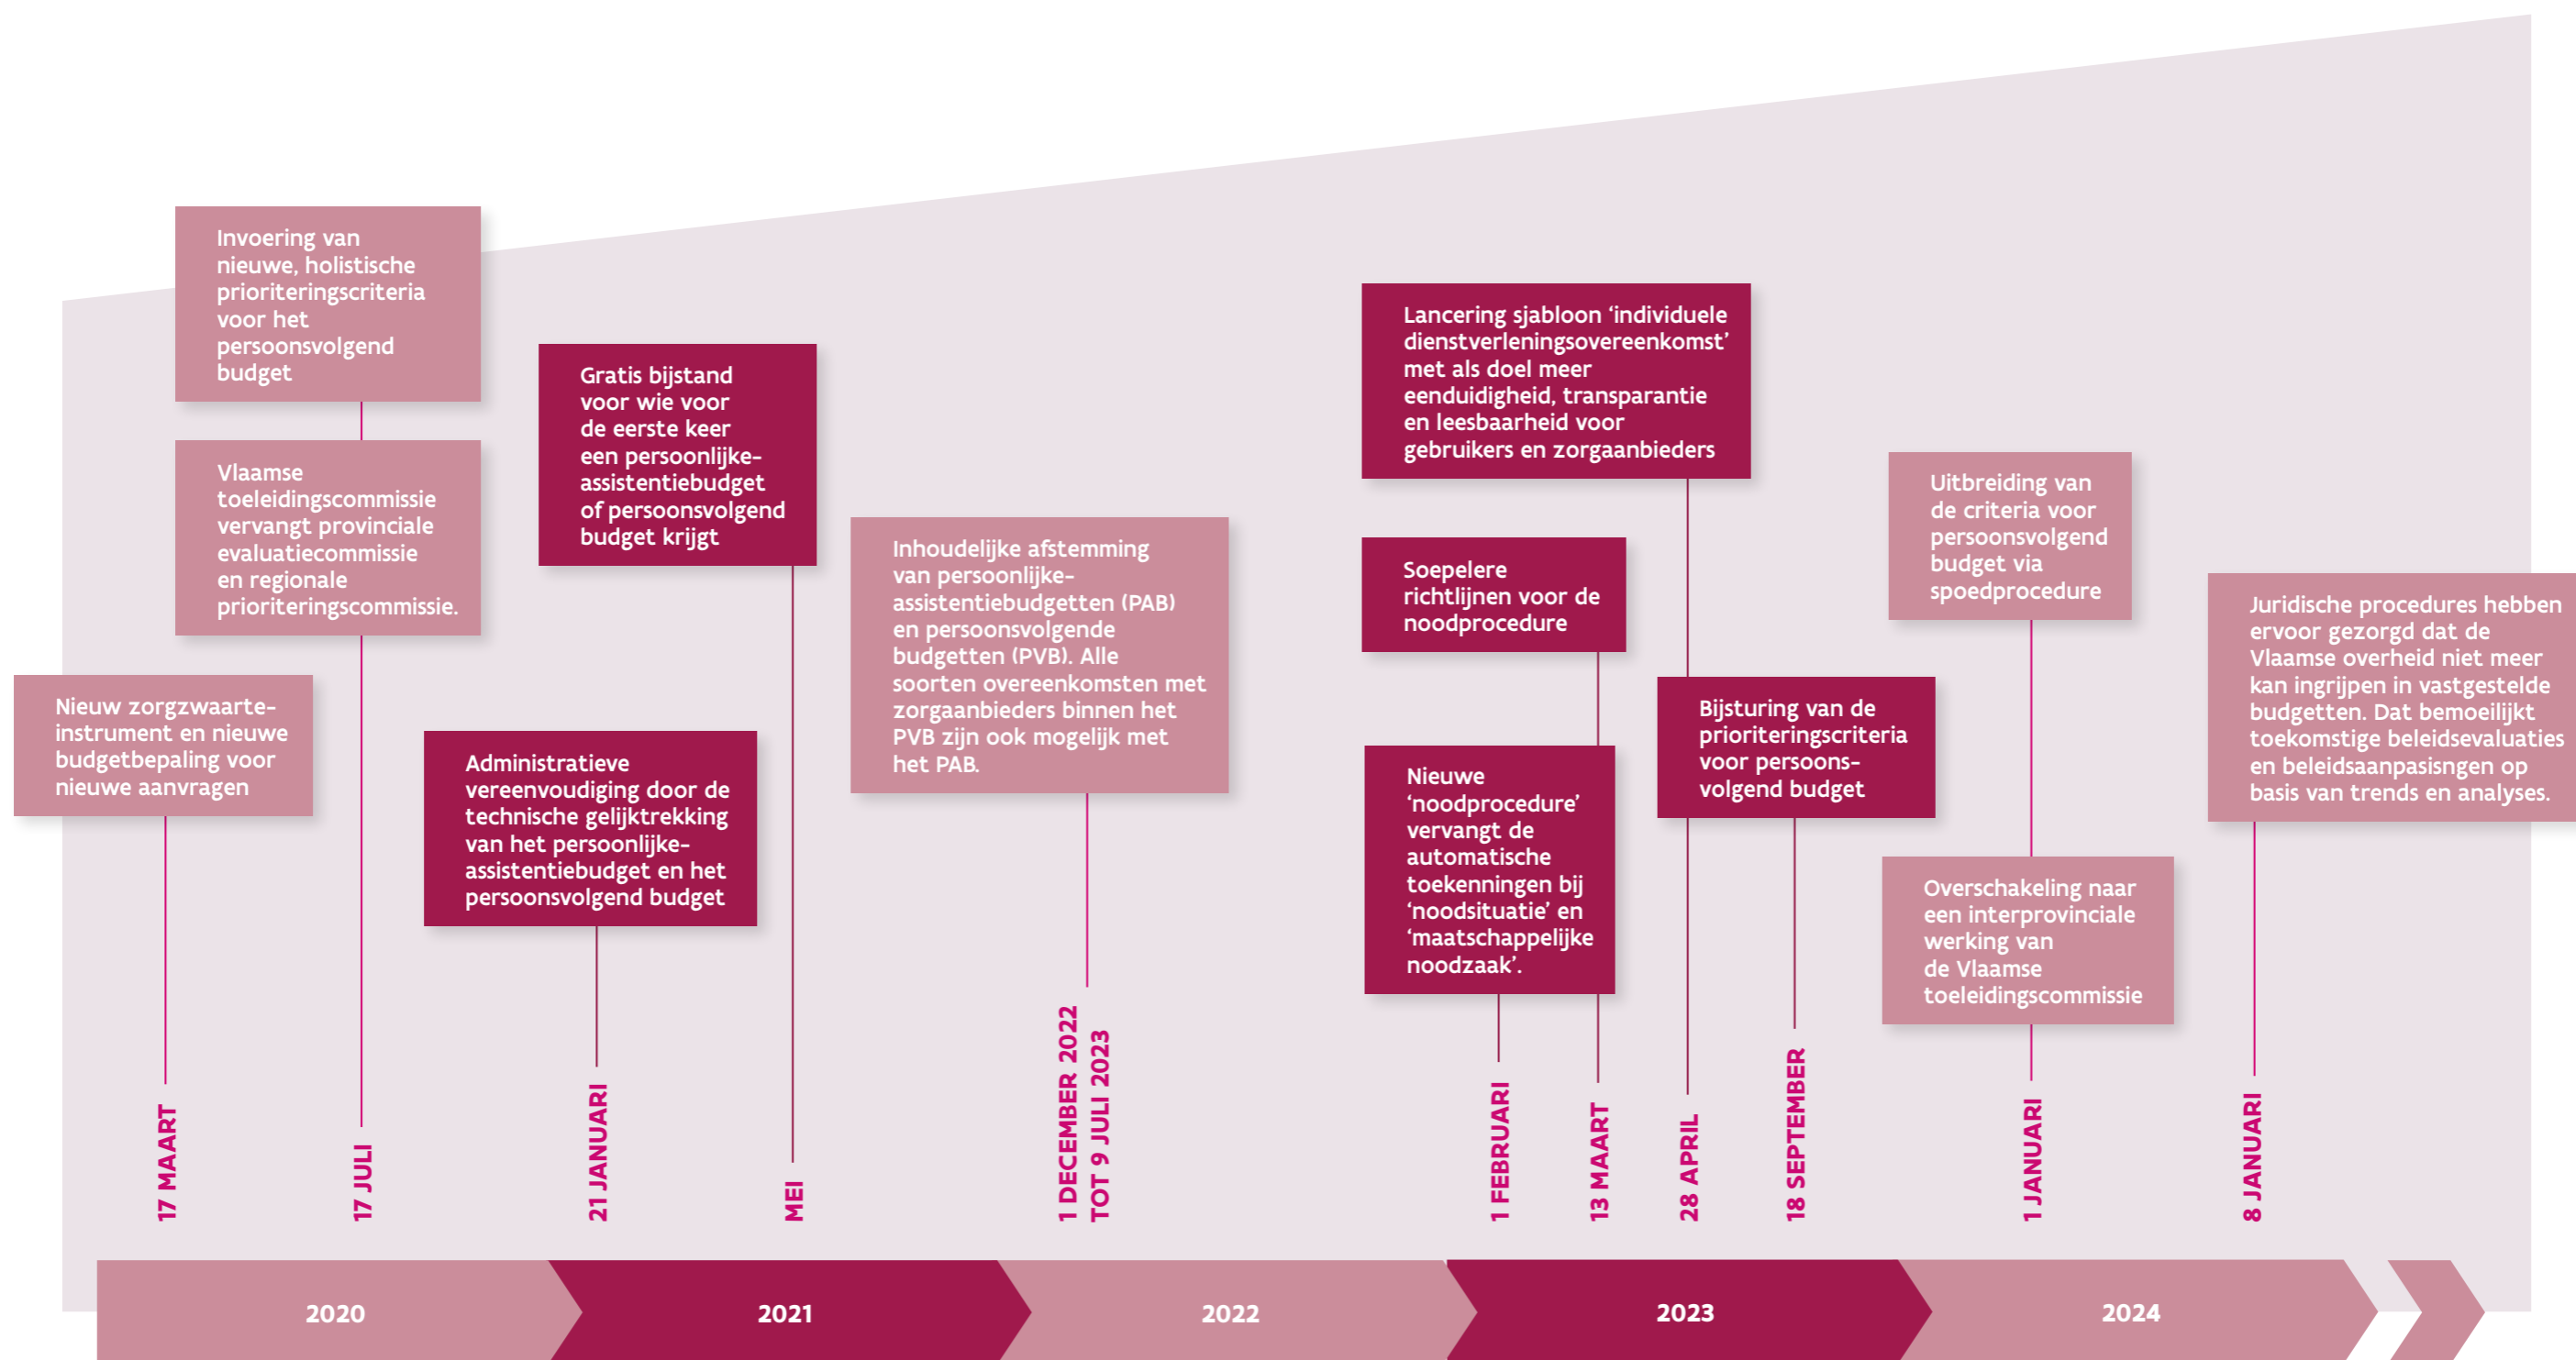 Invoering van
nieuwe, holistische
prioriteringscriteria
voor het
persoonsvolgend
budget
Vlaamse
toeleidingscommissie
vervangt provinciale
evaluatiecommissie
en regionale
prioriteringscommissie.
Nieuw zorgzwaarte-
instrument en nieuwe
budgetbepaling voor
nieuwe aanvragen
Gratis bijstand
voor wie voor
de eerste keer
een persoonlijke-
assistentiebudget
of persoonsvolgend
budget krijgt
Administratieve
vereenvoudiging door de
technische gelijktrekking
van het persoonlijke-
assistentiebudget en het
persoonsvolgend budget
Inhoudelijke afstemming
van persoonlijke-
assistentiebudgetten (PAB)
en persoonsvolgende
budgetten (PVB). Alle
soorten overeenkomsten met
zorgaanbieders binnen het
PVB zijn ook mogelijk met
het PAB.
Lancering sjabloon ‘individuele
dienstverleningsovereenkomst’
met als doel meer
eenduidigheid, transparantie
en leesbaarheid voor
gebruikers en zorgaanbieders
Soepelere
richtlijnen voor de
noodprocedure
Nieuwe
‘noodprocedure’
vervangt de
automatische
toekenningen bij
‘noodsituatie’ en
‘maatschappelijke
noodzaak’.
Bijsturing van de
prioriteringscriteria
voor persoons-
volgend budget
Uitbreiding van
de criteria voor
persoonsvolgend
budget via
spoedprocedure
Overschakeling naar
een interprovinciale
werking van
de Vlaamse
toeleidingscommissie
Juridische procedures hebben
ervoor gezorgd dat de
Vlaamse overheid niet meer
kan ingrijpen in vastgestelde
budgetten. Dat bemoeilijkt
toekomstige beleidsevaluaties
en beleidsaanpasisngen op
basis van trends en analyses.
17 MAART
17 JULI
21 JANUARI
MEI
1 DECEMBER 2022
TOT 9 JULI 2023
1 FEBRUARI
13 MAART
28 APRIL
18 SEPTEMBER
1 JANUARI
8 JANUARI
2020
2021
2022
2023
2024